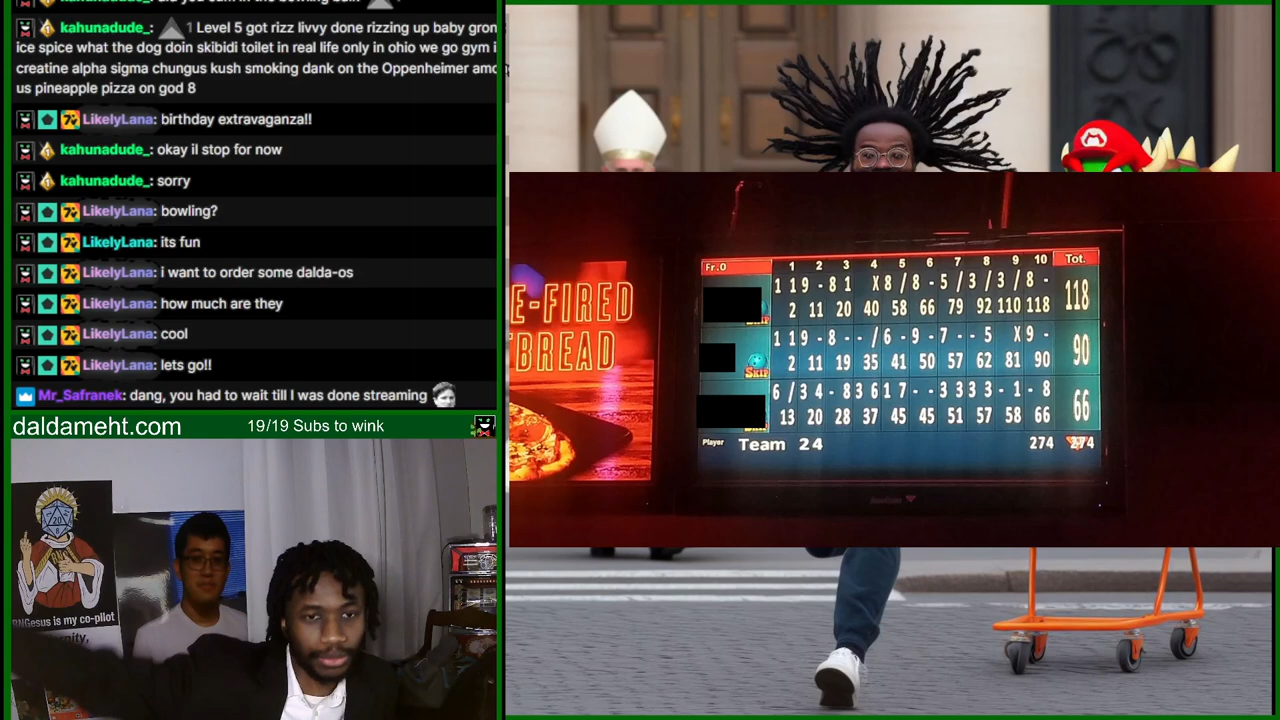 kahunadude_: 1 Level 5 got rizz livvy done rizzing up baby gron
ice spice what the dog doin skibidi toilet in real life only in ohio we go gym i
creatine alpha sigma chungus kush smoking dank on the Oppenheimer amo
us pineapple pizza on god 8
LikelyLana: birthday extravaganza!!
kahunadude_: okay il stop for now
kahunadude_: sorry
LikelyLana: bowling?
LikelyLana: its fun
LikelyLana: i want to order some dalda-os
LikelyLana: how much are they
LikelyLana: cool
LikelyLana: lets go!!
Mr_Safranek: dang, you had to wait till I was done streaming
daldameht.com 19/19 Subs to wink
20
RNGesus is my co-pilot
M
E-FIRED
TBREAD
Fr.0 1 2 3 4 5 6 7 8 9 10 Tot.
1 1 9 - 8 1 X 8 / 8 - 5 / 3 / 3 / 8 -
2 11 20 40 58 66 79 92 110 118 118
1 1 9 - 8 - - / 6 - 9 - 7 - - 5 X 9 -
2 11 19 35 41 50 57 62 81 90 90
SKIP
6 / 3 4 - 8 3 6 1 7 - - 3 3 3 3 - 1 - 8
13 20 28 37 45 45 51 57 58 66 66
Player Team 24 274